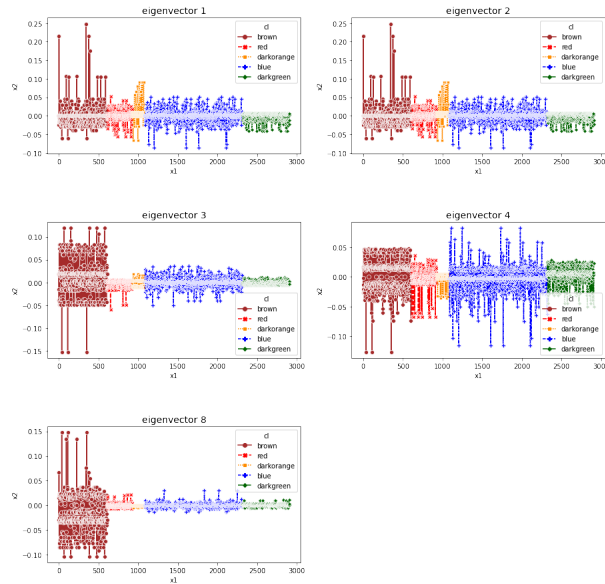 eigenvector 1
x2
0.25
0.20
0.15
0.10
0.05
0.00
−0.05
−0.10
0
500
1000
1500
2000
2500
3000
x1
cl
brown
red
darkorange
blue
darkgreen
eigenvector 2
x2
0.25
0.20
0.15
0.10
0.05
0.00
−0.05
−0.10
0
500
1000
1500
2000
2500
3000
x1
cl
brown
red
darkorange
blue
darkgreen
eigenvector 3
x2
0.10
0.05
0.00
−0.05
−0.10
−0.15
0
500
1000
1500
2000
2500
3000
x1
cl
brown
red
darkorange
blue
darkgreen
eigenvector 4
x2
0.05
0.00
−0.05
−0.10
0
500
1000
1500
2000
2500
3000
x1
cl
brown
red
darkorange
blue
darkgreen
eigenvector 8
x2
0.15
0.10
0.05
0.00
−0.05
−0.10
0
500
1000
1500
2000
2500
3000
x1
cl
brown
red
darkorange
blue
darkgreen